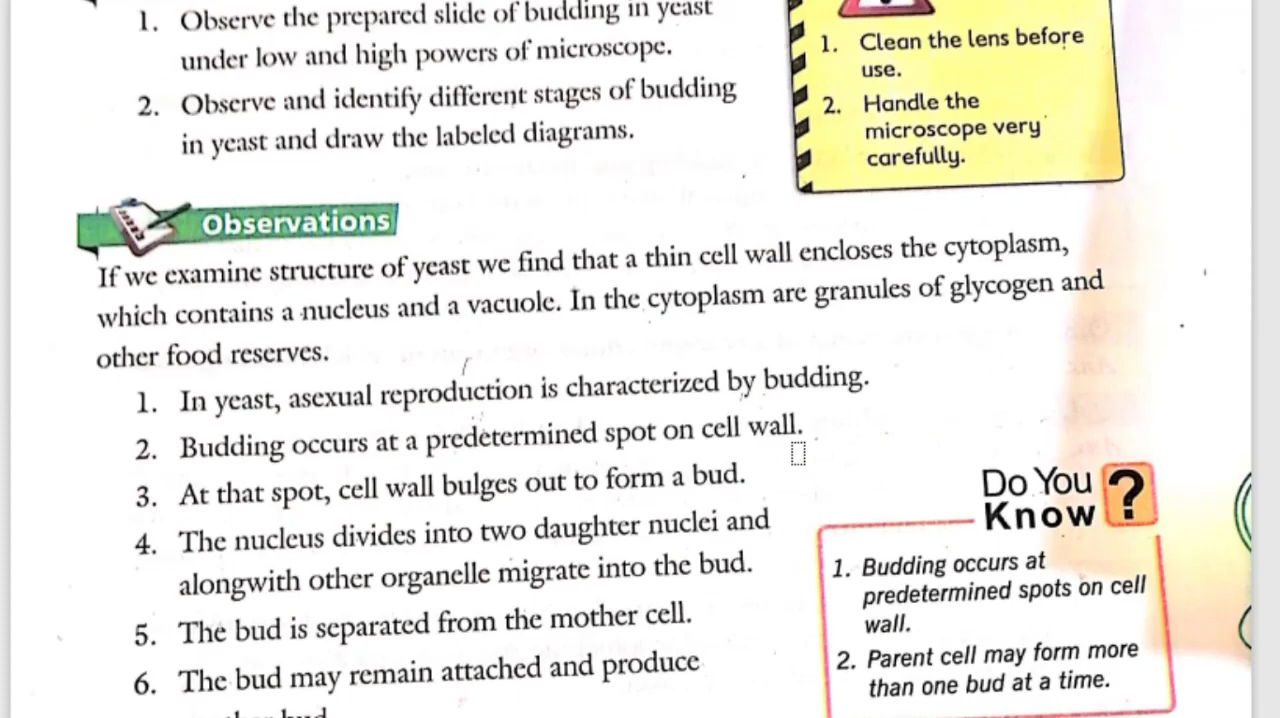 1. Observe the prepared slide of budding in yeast
under low and high powers of microscope.
2. Observe and identify different stages of budding
in yeast and draw the labeled diagrams.
1. Clean the lens before
use.
2. Handle the
microscope very
carefully.
Observations
If we examine structure of yeast we find that a thin cell wall encloses the cytoplasm,
which contains a nucleus and a vacuole. In the cytoplasm are granules of glycogen and
other food reserves.
1. In yeast, asexual reproduction is characterized by budding.
2. Budding occurs at a predetermined spot on cell wall.
3. At that spot, cell wall bulges out to form a bud.
4. The nucleus divides into two daughter nuclei and
alongwith other organelle migrate into the bud.
5. The bud is separated from the mother cell.
6. The bud may remain attached and produce
bud
Do You
Know ?
1. Budding occurs at
predetermined spots on cell
wall.
2. Parent cell may form more
than one bud at a time.